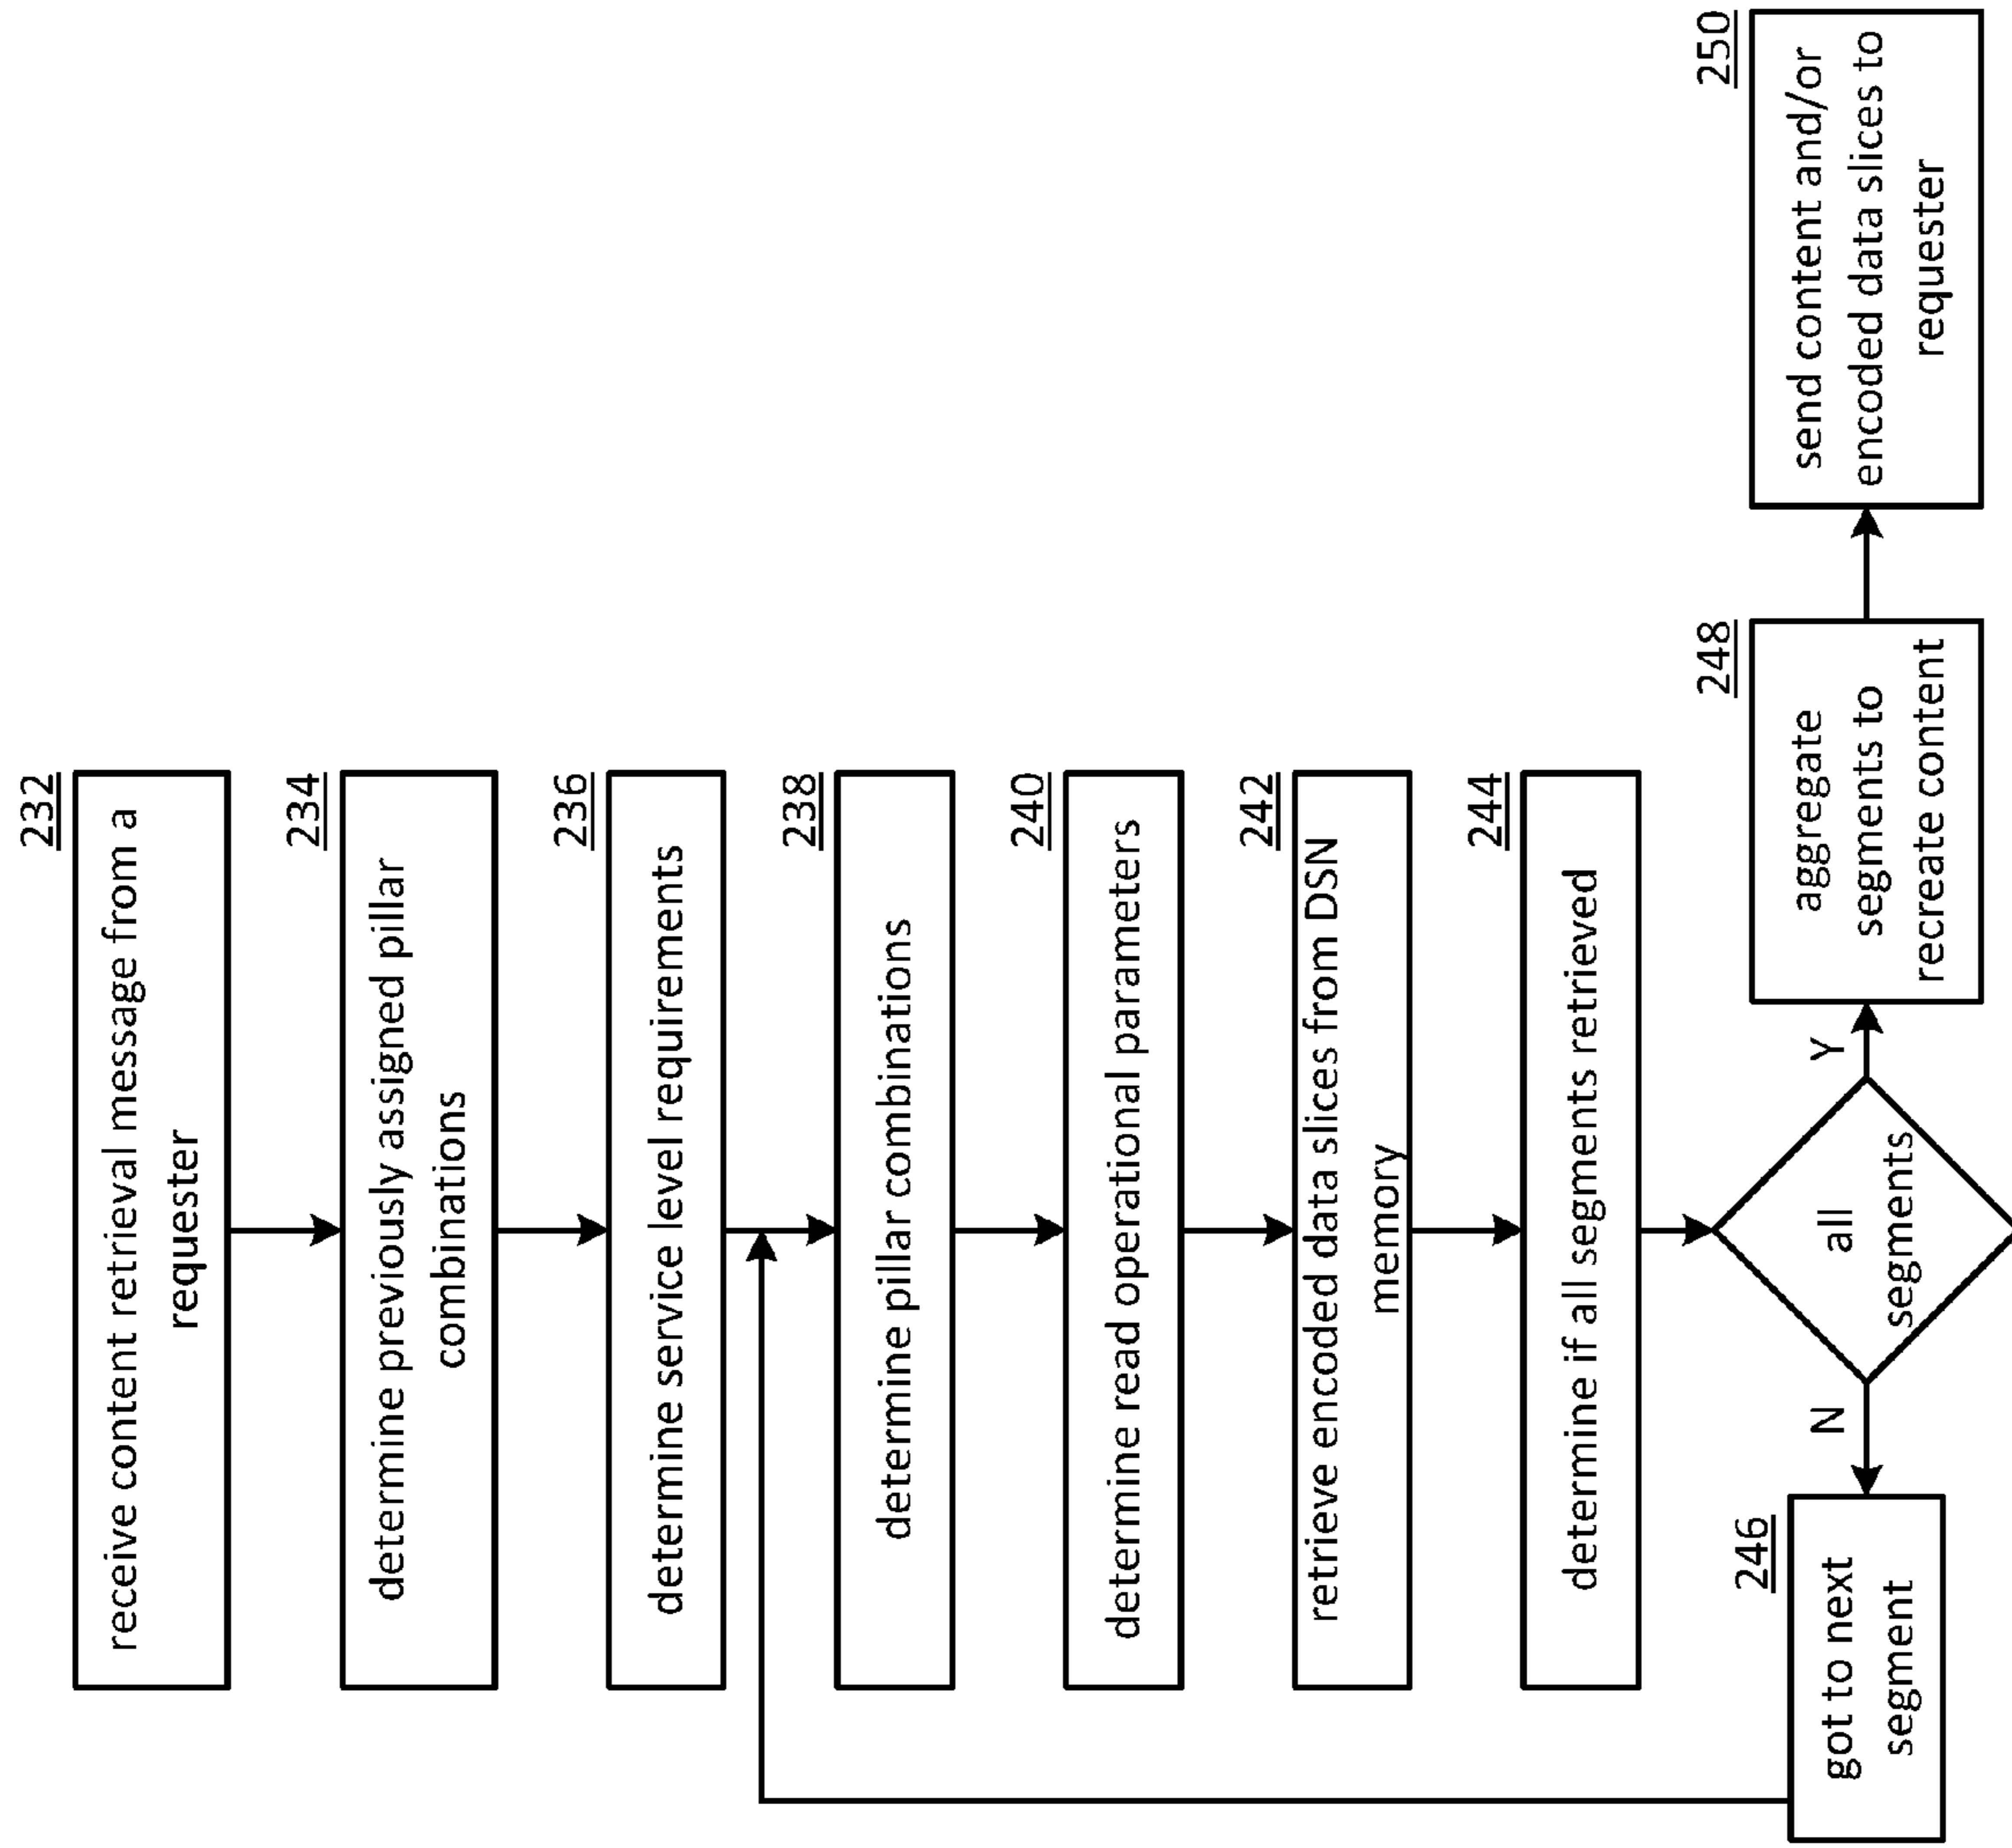 232
receive content retrieval message from a
requester
234
determine previously assigned pillar
combinations
236
determine service level requirements
238
determine pillar combinations
240
determine read operational parameters
242
retrieve encoded data slices from DSN
memory
244
determine if all segments retrieved
all
segments
N
Y
246
got to next
segment
248
aggregate
segments to
recreate content
250
send content and/or
encoded data slices to
requester